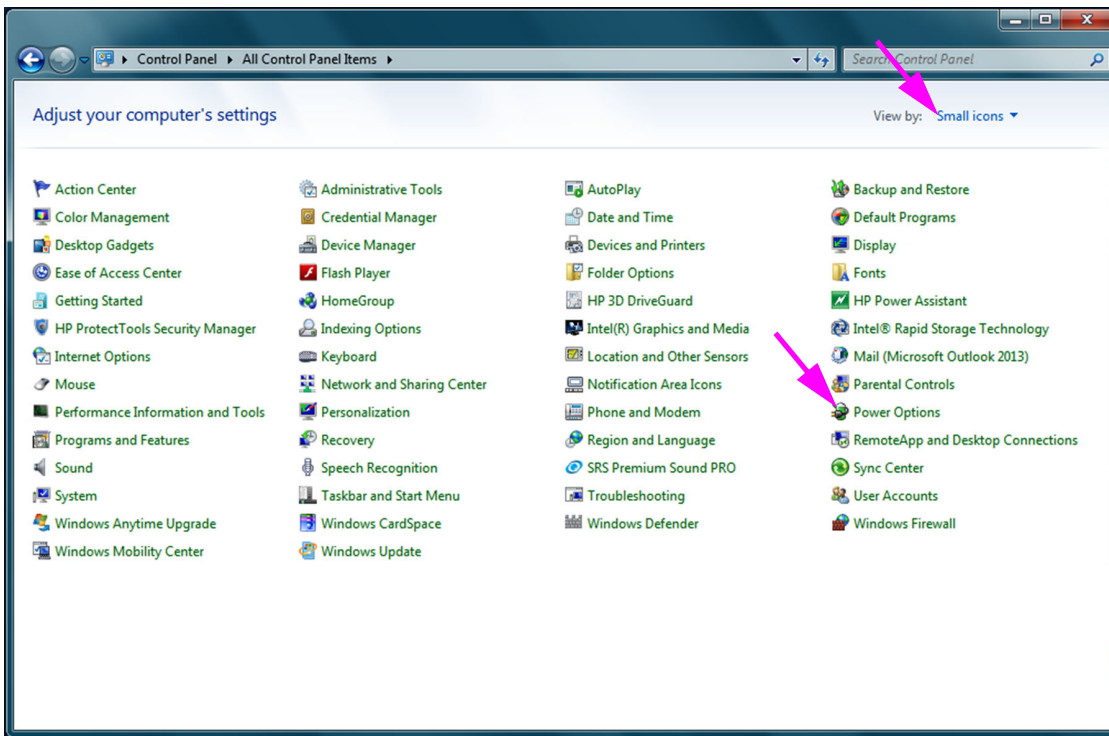 Control Panel All Control Panel Items Search Control Panel
Adjust your computer's settings View by: Small icons
Action Center Administrative Tools AutoPlay Backup and Restore
Color Management Credential Manager Date and Time Default Programs
Desktop Gadgets Device Manager Devices and Printers Display
Ease of Access Center Flash Player Folder Options Fonts
Getting Started HomeGroup HP 3D DriveGuard HP Power Assistant
HP ProtectTools Security Manager Indexing Options Intel(R) Graphics and Media Intel® Rapid Storage Technology
Internet Options Keyboard Location and Other Sensors Mail (Microsoft Outlook 2013)
Mouse Network and Sharing Center Notification Area Icons Parental Controls
Performance Information and Tools Personalization Phone and Modem Power Options
Programs and Features Recovery Region and Language RemoteApp and Desktop Connections
Sound Speech Recognition SRS Premium Sound PRO Sync Center
System Taskbar and Start Menu Troubleshooting User Accounts
Windows Anytime Upgrade Windows CardSpace Windows Defender Windows Firewall
Windows Mobility Center Windows Update